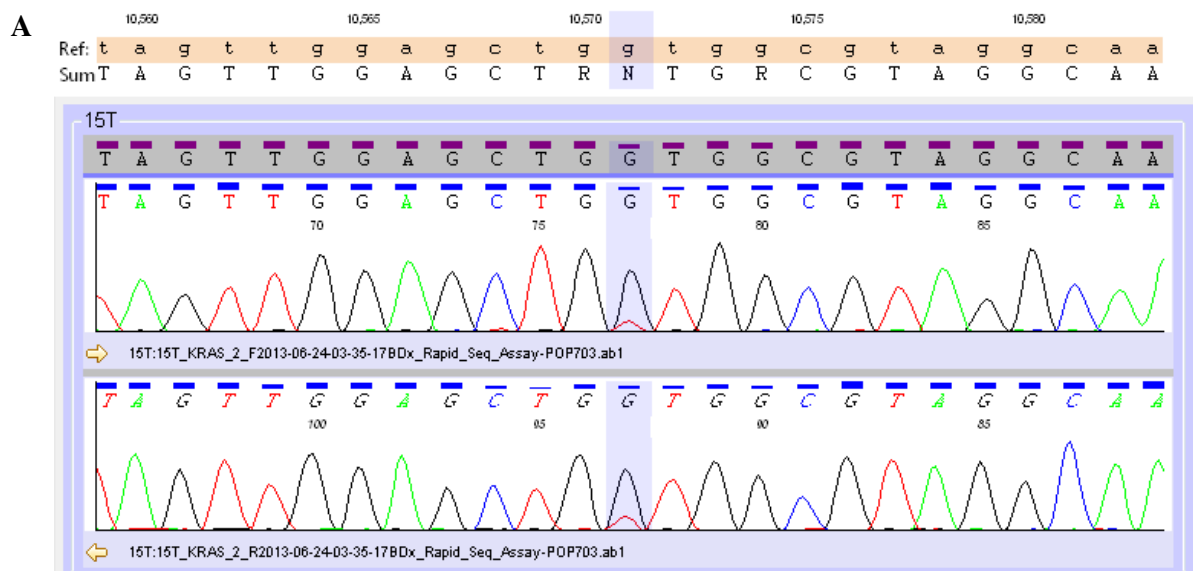 A
10,560 10,565 10,570 10,575 10,580
Ref: t a g t t g g a g c t g g t g g c g t a g g c a a
Sum T A G T T G G A G C T R N T G R C G T A G G C A A
15T
T A G T T G G A G C T G G T G G C G T A G G C A A
T A G T T G G A G C T G G T G G C G T A G G C A A
70 75 80 85
15T:15T_KRAS_2_F2013-06-24-03-35-17BDx_Rapid_Seq_Assay-POP703.ab1
T A G T T G G A G C T G G T G G C G T A G G C A A
100 95 90 85
15T:15T_KRAS_2_R2013-06-24-03-35-17BDx_Rapid_Seq_Assay-POP703.ab1